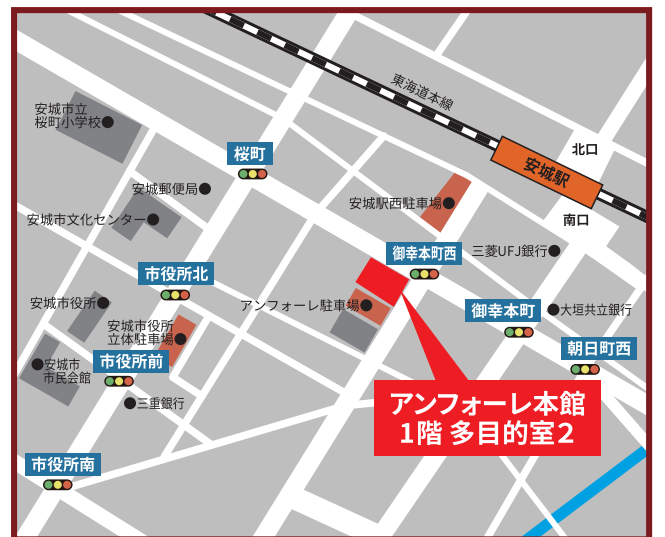 東海道本線
安城市立
桜町小学校
北口
桜町
安城駅
安城郵便局
安城駅西駐車場
南口
安城市文化センター
御幸本町西
三菱UFJ銀行
市役所北
安城市役所
アンフォーレ駐車場
御幸本町
大垣共立銀行
安城市役所
立体駐車場
朝日町西
安城市
市民会館
市役所前
三重銀行
アンフォーレ本館
1階 多目的室2
市役所南